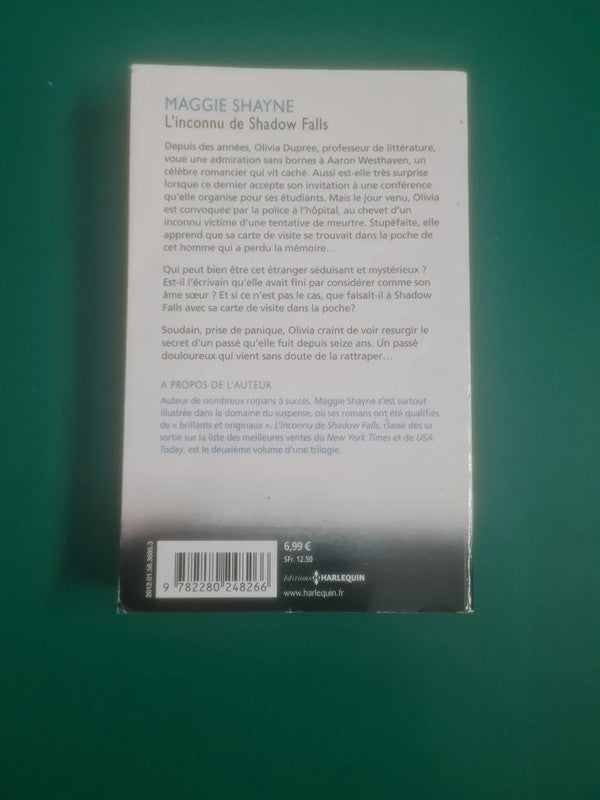 MAGGIE SHAYNE
L'inconnu de Shadow Falls
Depuis des années, Olivia Dupree, professeur de littérature,
voue une admiration sans bornes à Aaron Westhaven, un
célèbre romancier qui vit caché. Aussi est-elle très surprise
lorsque ce dernier accepte son invitation à une conférence
qu'elle organise pour ses étudiants. Mais le jour venu, Olivia
est convoquée par la police à l'hôpital, au chevet d'un
inconnu victime d'une tentative de meurtre. Stupéfaite, elle
apprend que sa carte de visite se trouvait dans la poche de
cet homme qui a perdu la mémoire…
Qui peut bien être cet étranger séduisant et mystérieux ?
Est-il l'écrivain qu'elle avait fini par considérer comme son
âme sœur ? Et si ce n'est pas le cas, que faisait-il à Shadow
Falls avec sa carte de visite dans la poche?
Soudain, prise de panique, Olivia craint de voir resurgir le
secret d'un passé qu'elle fuit depuis seize ans. Un passé
douloureux qui vient sans doute de la rattraper…
A PROPOS DE L'AUTEUR
Auteur de nombreux romans à succès, Maggie Shayne s'est surtout
illustrée dans le domaine du suspense, où ses romans ont été qualifiés
de « brillants et originaux ». L'inconnu de Shadow Falls, classé dès sa
sortie sur la liste des meilleures ventes du New York Times et de USA
Today, est le deuxième volume d'une trilogie.
2012.01.58.3685.3
9 782280 248266
6,99 €
SFr. 12.50
éditions HARLEQUIN
www.harlequin.fr